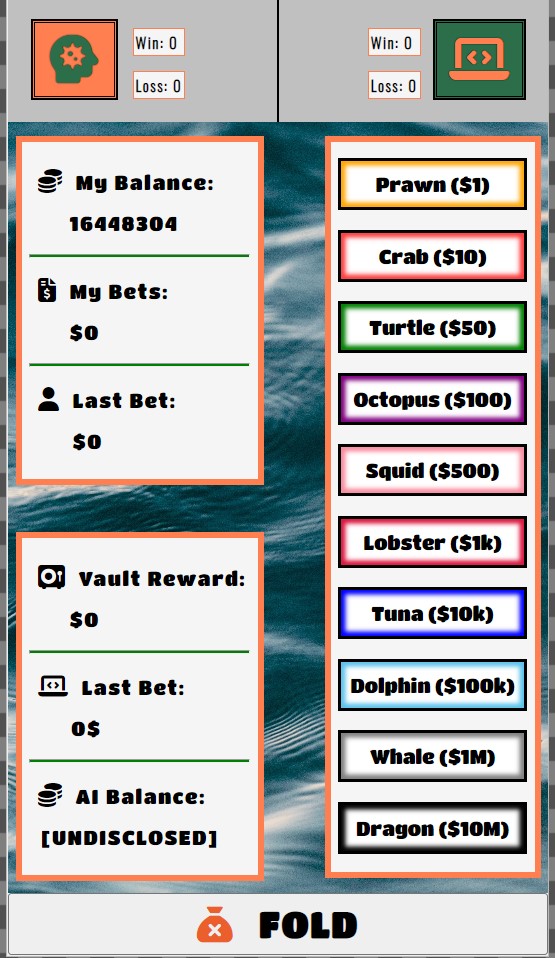 Win: 0
Loss: 0
Win: 0
Loss: 0
My Balance:
16448304
My Bets:
$0
Last Bet:
$0
Vault Reward:
$0
Last Bet:
0$
AI Balance:
[UNDISCLOSED]
Prawn ($1)
Crab ($10)
Turtle ($50)
Octopus ($100)
Squid ($500)
Lobster ($1k)
Tuna ($10k)
Dolphin ($100k)
Whale ($1M)
Dragon ($10M)
FOLD